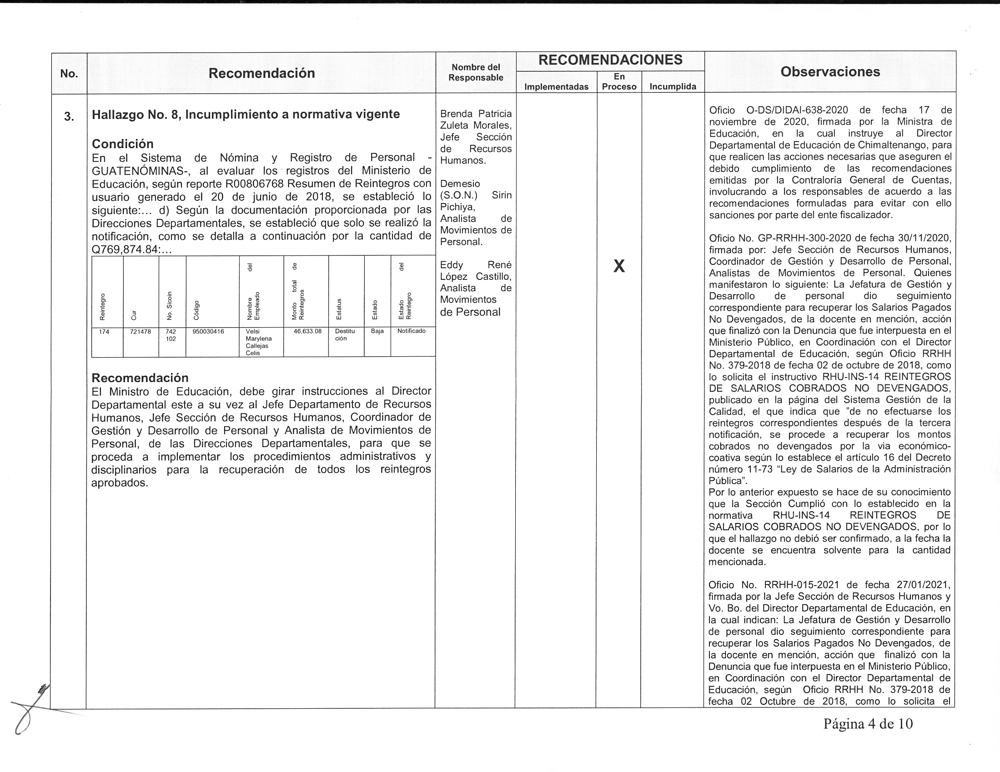 No.
Recomendación
Nombre del
Responsable
RECOMENDACIONES
Implementadas
En
Proceso
Incumplida
Observaciones
3.
Hallazgo No. 8, Incumplimiento a normativa vigente
Condición
En el Sistema de Nómina y Registro de Personal -
GUATENÓMINAS-, al evaluar los registros del Ministerio de
Educación, según reporte R00806768 Resumen de Reintegros con
usuario generado el 20 de junio de 2018, se estableció lo
siguiente:... d) Según la documentación proporcionada por las
Direcciones Departamentales, se estableció que solo se realizó la
notificación, como se detalla a continuación por la cantidad de
Q769,874.84:...
Reintegro
Cur
No. Sicoin
Código
Nombre del
Empleado
Monto total de
Reintegros
Estatus
Estado
Estado del
Reintegro
174
721478
742
102
950030416
Velsi
Marylena
Callejas
Celis
46,633.08
Destitu
ción
Baja
Notificado
Recomendación
El Ministro de Educación, debe girar instrucciones al Director
Departamental este a su vez al Jefe Departamento de Recursos
Humanos, Jefe Sección de Recursos Humanos, Coordinador de
Gestión y Desarrollo de Personal y Analista de Movimientos de
Personal, de las Direcciones Departamentales, para que se
proceda a implementar los procedimientos administrativos y
disciplinarios para la recuperación de todos los reintegros
aprobados.
Brenda Patricia
Zuleta Morales,
Jefe Sección
de Recursos
Humanos.
Demesio
(S.O.N.) Sirin
Pichiya,
Analista de
Movimientos de
Personal.
Eddy René
López Castillo,
Analista de
Movimientos
de Personal
X
Oficio O-DS/DIDAI-638-2020 de fecha 17 de
noviembre de 2020, firmada por la Ministra de
Educación, en la cual instruye al Director
Departamental de Educación de Chimaltenango, para
que realicen las acciones necesarias que aseguren el
debido cumplimiento de las recomendaciones
emitidas por la Contraloría General de Cuentas,
involucrando a los responsables de acuerdo a las
recomendaciones formuladas para evitar con ello
sanciones por parte del ente fiscalizador.
Oficio No. GP-RRHH-300-2020 de fecha 30/11/2020,
firmada por: Jefe Sección de Recursos Humanos,
Coordinador de Gestión y Desarrollo de Personal,
Analistas de Movimientos de Personal. Quienes
manifestaron lo siguiente: La Jefatura de Gestión y
Desarrollo de personal dio seguimiento
correspondiente para recuperar los Salarios Pagados
No Devengados, de la docente en mención, acción
que finalizó con la Denuncia que fue interpuesta en el
Ministerio Público, en Coordinación con el Director
Departamental de Educación, según Oficio RRHH
No. 379-2018 de fecha 02 de octubre de 2018, como
lo solicita el instructivo RHU-INS-14 REINTEGROS
DE SALARIOS COBRADOS NO DEVENGADOS,
publicado en la página del Sistema Gestión de la
Calidad, el que indica que "de no efectuarse los
reintegros correspondientes después de la tercera
notificación, se procede a recuperar los montos
cobrados no devengados por la via económico-
coativa según lo establece el artículo 16 del Decreto
número 11-73 “Ley de Salarios de la Administración
Pública”.
Por lo anterior expuesto se hace de su conocimiento
que la Sección Cumplió con lo establecido en la
normativa RHU-INS-14 REINTEGROS DE
SALARIOS COBRADOS NO DEVENGADOS, por lo
que el hallazgo no debió ser confirmado, a la fecha la
docente se encuentra solvente para la cantidad
mencionada.
Oficio No. RRHH-015-2021 de fecha 27/01/2021,
firmada por la Jefe Sección de Recursos Humanos y
Vo. Bo. del Director Departamental de Educación, en
la cual indican: La Jefatura de Gestión y Desarrollo
de personal dio seguimiento correspondiente para
recuperar los Salarios Pagados No Devengados, de
la docente en mención, acción que finalizó con la
Denuncia que fue interpuesta en el Ministerio Público,
en Coordinación con el Director Departamental de
Educación, según Oficio RRHH No. 379-2018 de
fecha 02 Octubre de 2018, como lo solicita el
Página 4 de 10